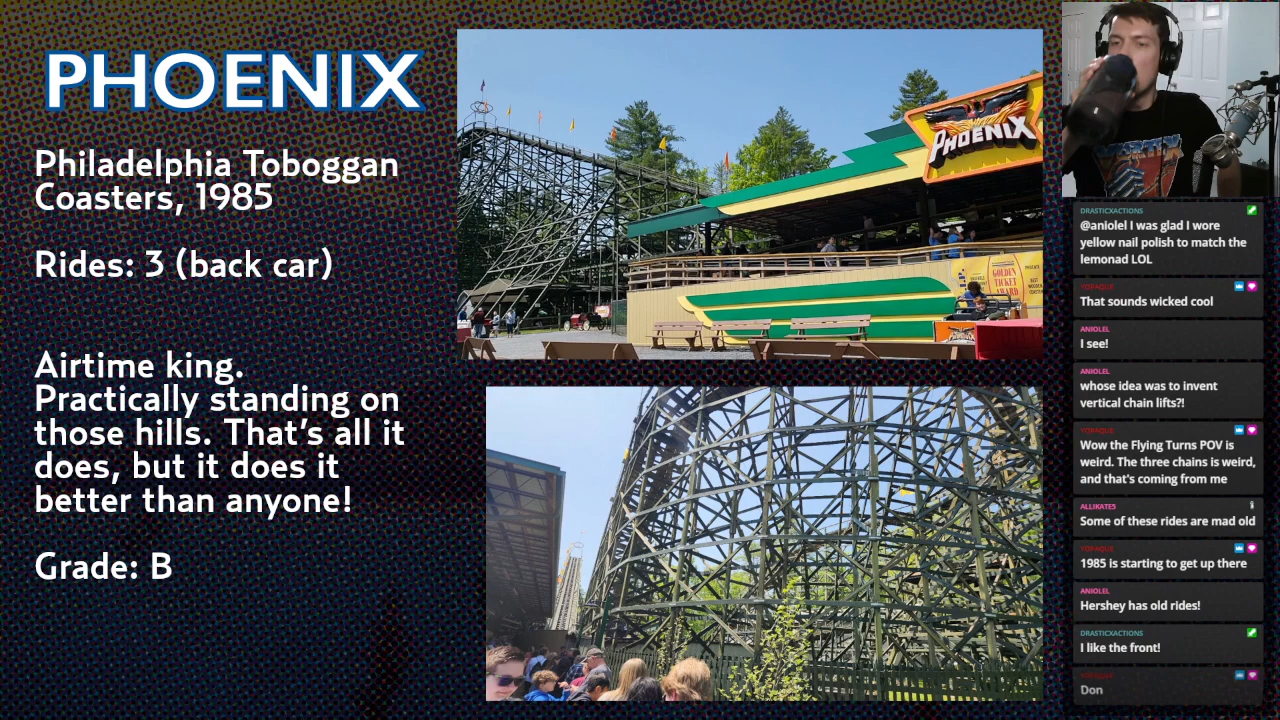 PHOENIX
Philadelphia Toboggan
Coasters, 1985
Rides: 3 (back car)
Airtime king.
Practically standing on
those hills. That's all it
does, but it does it
better than anyone!
Grade: B
PHOENIX
GOLDEN
TICKET
AWARD
DRASTICXACTIONS
@aniolel I was glad I wore
yellow nail polish to match the
lemonad LOL
That sounds wicked cool
ANIOLEL
I see!
ANIOLEL
whose idea was to invent
vertical chain lifts?!
Wow the Flying Turns POV is
weird. The three chains is weird,
and that's coming from me
ALLIKATES
Some of these rides are mad old
1985 is starting to get up there
ANIOLEL
Hershey has old rides!
DRASTICXACTIONS
I like the front!
Don